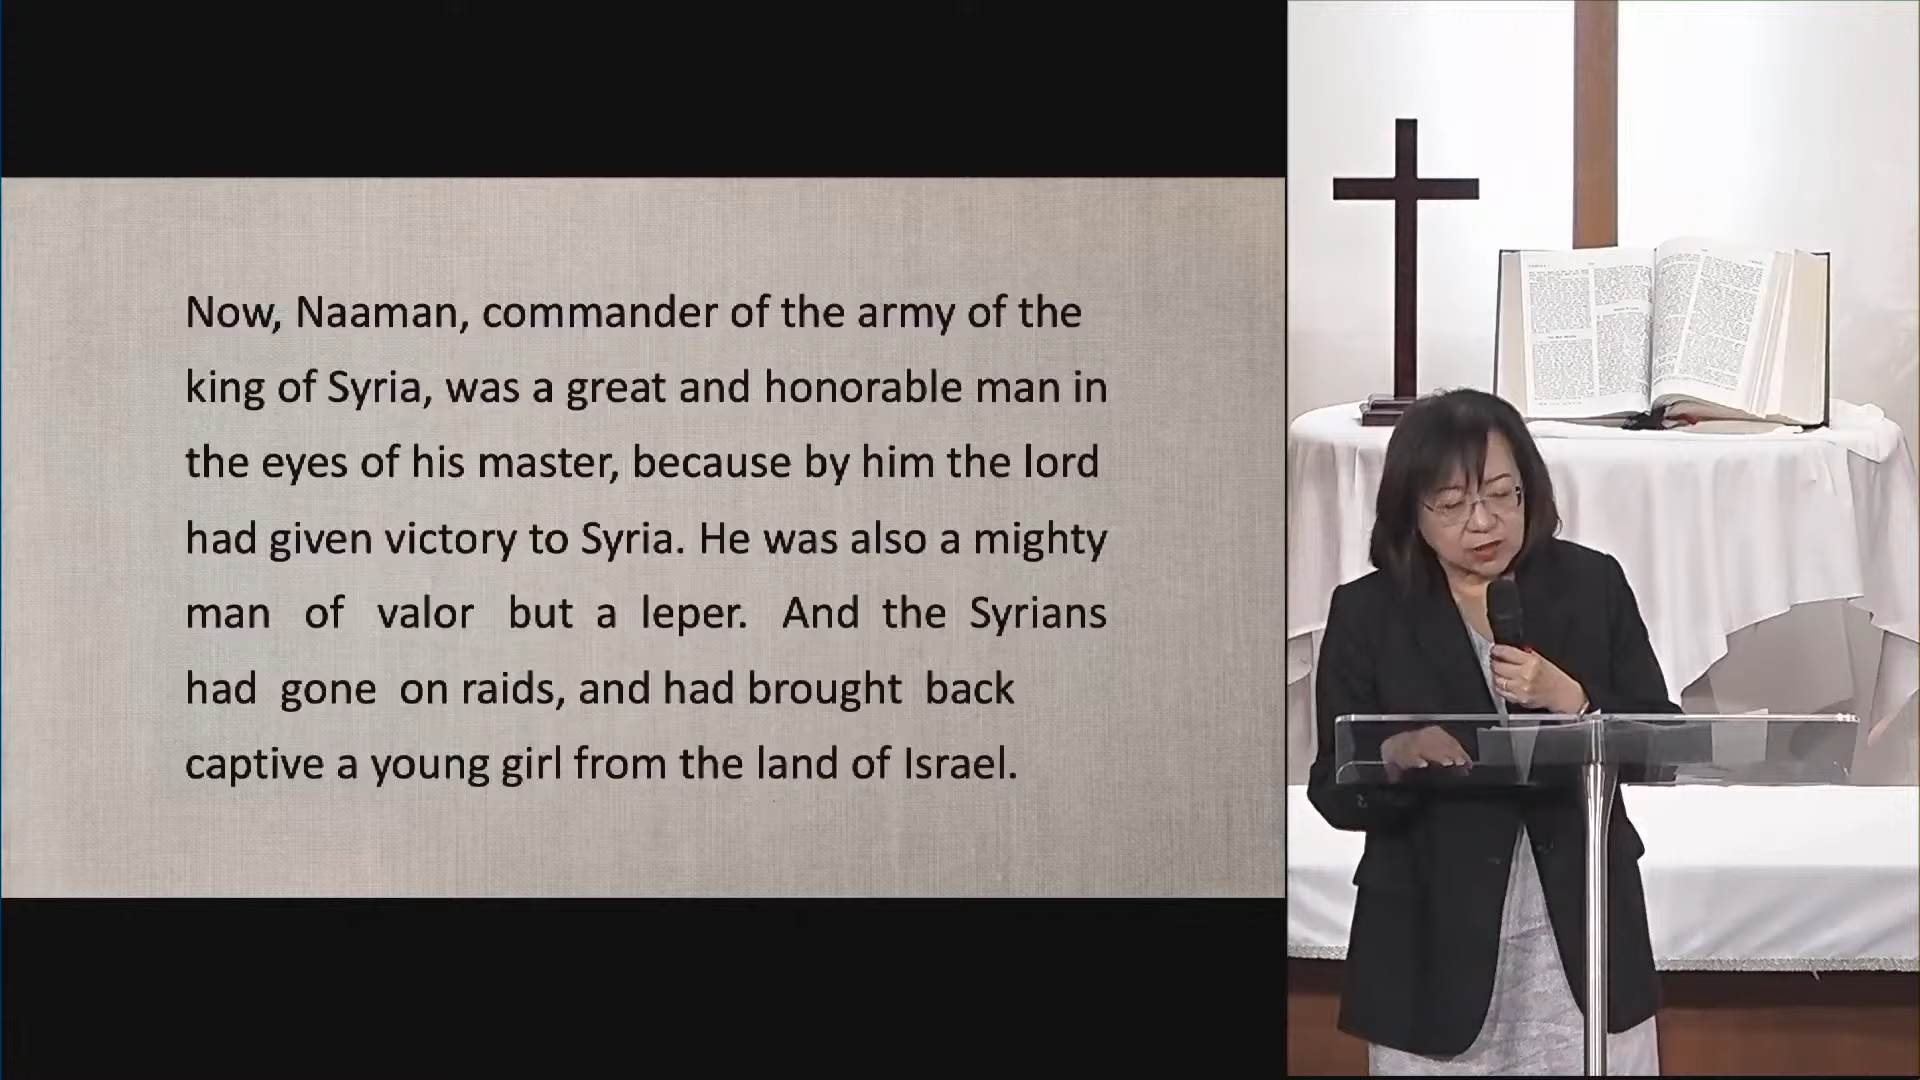 Now, Naaman, commander of the army of the
king of Syria, was a great and honorable man in
the eyes of his master, because by him the lord
had given victory to Syria. He was also a mighty
man of valor but a leper. And the Syrians
had gone on raids, and had brought back
captive a young girl from the land of Israel.